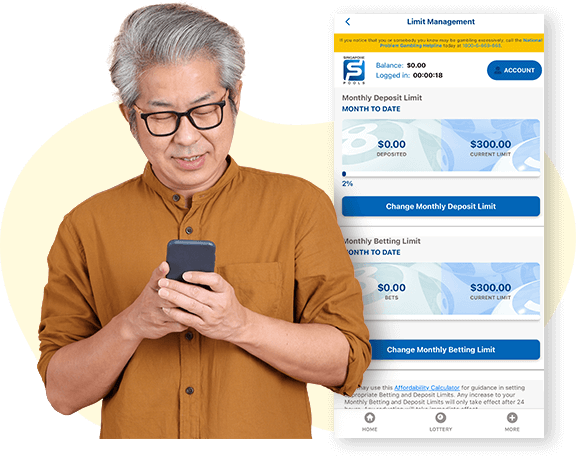 Limit Management
If you notice that you or somebody you know may be gambling excessively, call the National
Problem Gambling Helpline today at 1800-6-668-668.
SINGAPORE
POOLS
Balance: $0.00
Logged in: 00:00:18
ACCOUNT
Monthly Deposit Limit
MONTH TO DATE
$0.00
DEPOSITED
$300.00
CURRENT LIMIT
2%
Change Monthly Deposit Limit
Monthly Betting Limit
MONTH TO DATE
$0.00
BETS
$300.00
CURRENT LIMIT
Change Monthly Betting Limit
may use this Affordability Calculator for guidance in setting
Betting and Deposit Limits. Any increase to your
Monthly Betting and Deposit Limits will only take effect after 24
HOME
LOTTERY
MORE